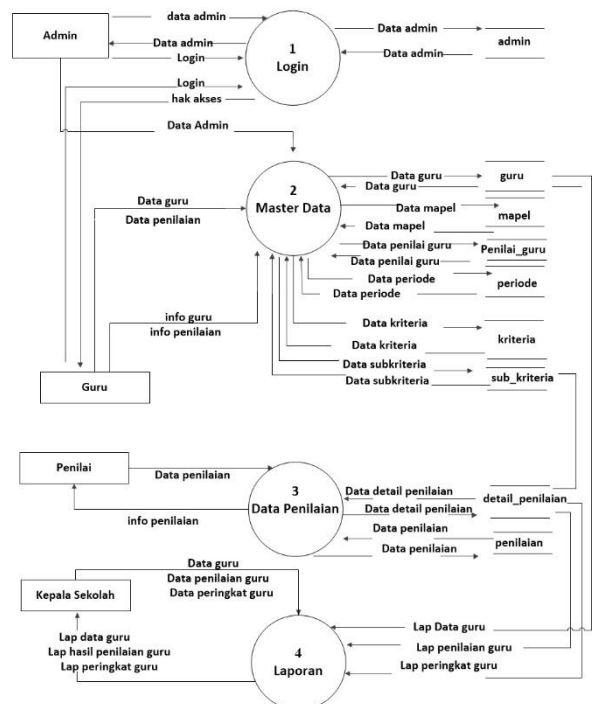 data admin
Admin
Data admin
Login
1
Login
Data admin
Data admin
admin
Login
hak akses
Data Admin
2
Master Data
Data guru
Data guru
guru
Data mapel
Data mapel
mapel
Data guru
Data penilaian
Data penilai guru
Data penilai guru
Penilai_guru
Data periode
Data periode
periode
info guru
info penilaian
Data kriteria
Data kriteria
kriteria
Data subkriteria
Data subkriteria
sub_kriteria
Guru
Penilai
Data penilaian
info penilaian
3
Data Penilaian
Data detail penilaian
Data detail penilaian
detail_penilaian
Data penilaian
Data penilaian
penilaian
Data guru
Data penilaian guru
Data peringkat guru
Kepala Sekolah
Lap data guru
Lap hasil penilaian guru
Lap peringkat guru
4
Laporan
Lap Data guru
Lap penilaian guru
Lap peringkat guru